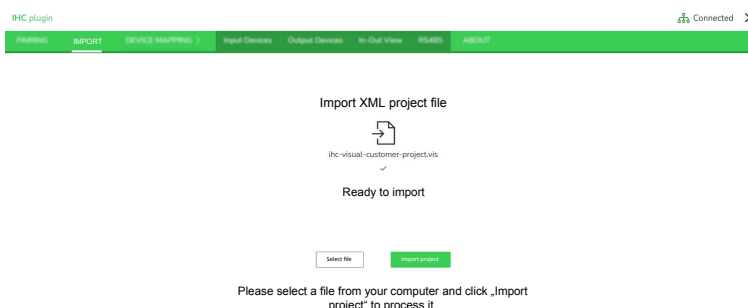 IHC plugin
Connected
PAIRING IMPORT DEVICE MAPPING > Input Devices Output Devices In-Out View RS485 ABOUT
Import XML project file
ihc-visual-customer-project.vis
Ready to import
Select file Import project
Please select a file from your computer and click „Import
project“ to process it.